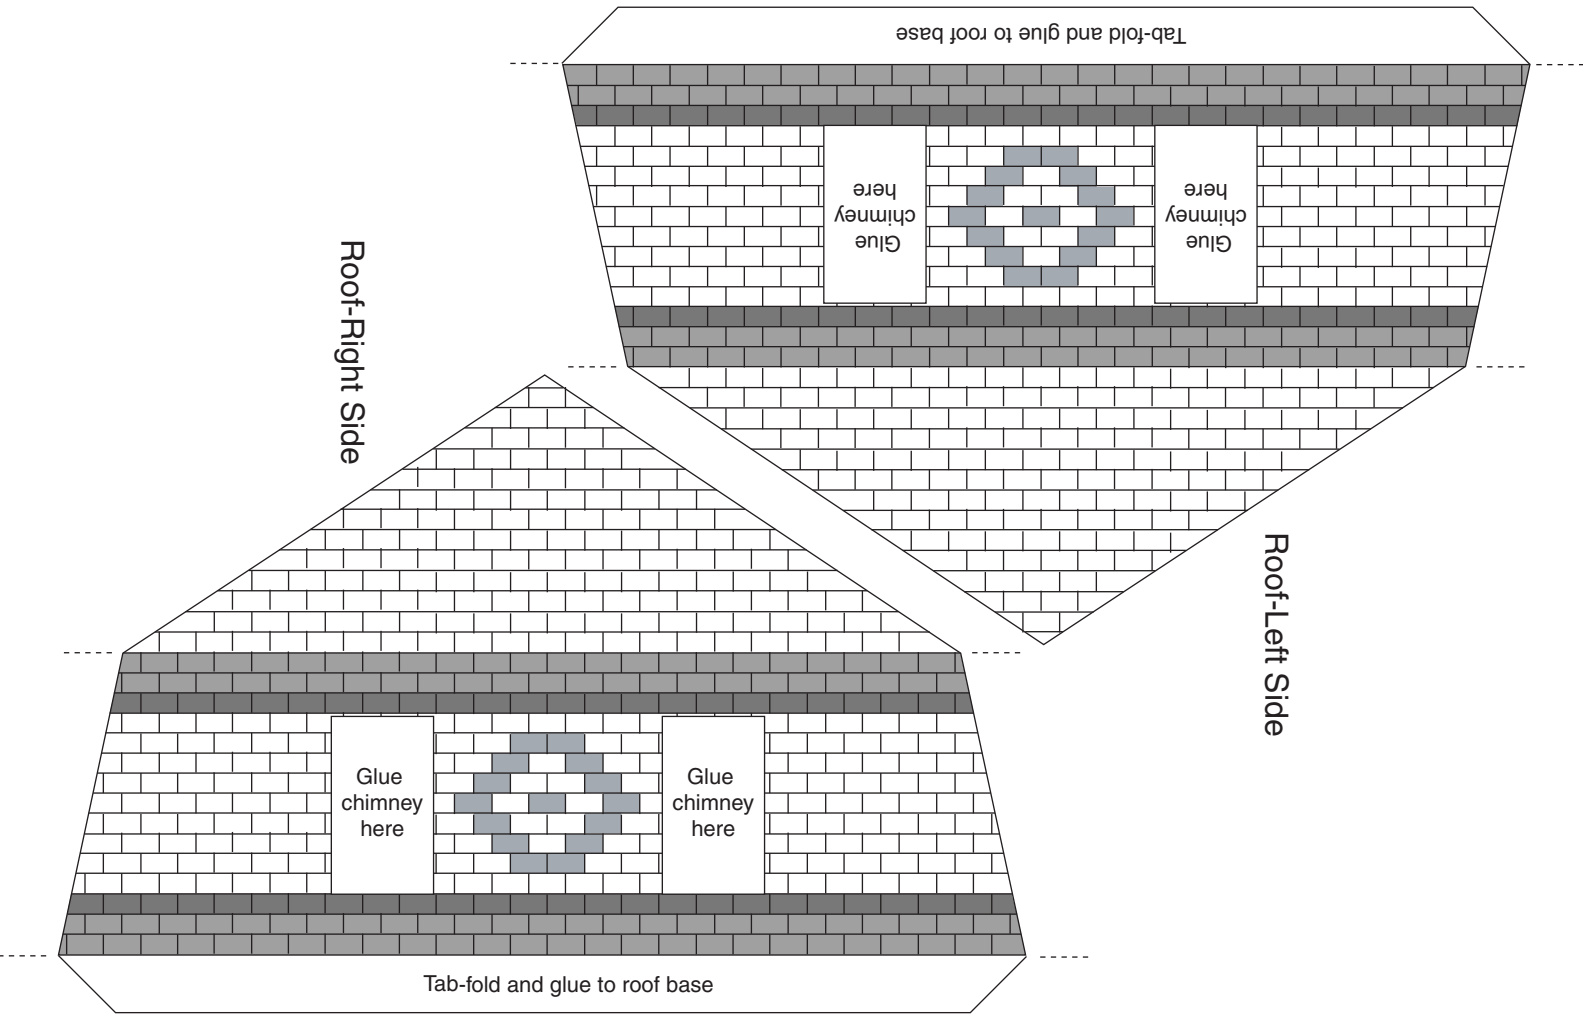 Tab-fold and glue to roof base
Glue
chimney
here
Glue
chimney
here
Roof-Right Side
Roof-Left Side
Glue
chimney
here
Glue
chimney
here
Tab-fold and glue to roof base